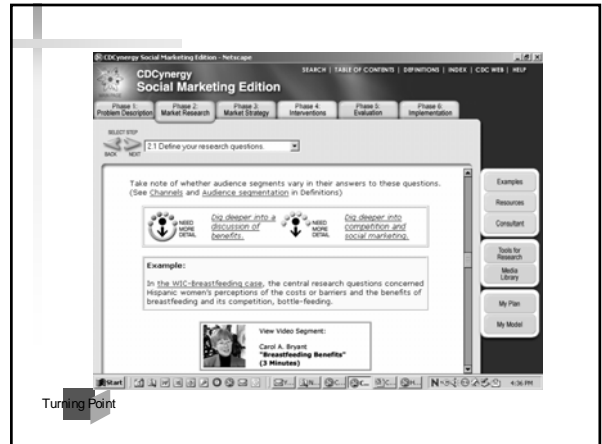 CDCynergy Social Marketing Edition - Netscape
SEARCH | TABLE OF CONTENTS | DEFINITIONS | INDEX | CDC WEB | HELP
CDCynergy
Social Marketing Edition
Phase 1:
Problem Description
Phase 2:
Market Research
Phase 3:
Market Strategy
Phase 4:
Interventions
Phase 5:
Evaluation
Phase 6:
Implementation
SELECT STEP
BACK NEXT
2.1 Define your research questions.
Take note of whether audience segments vary in their answers to these questions.
(See Channels and Audience segmentation in Definitions)
NEED
MORE
DETAIL
Dig deeper into a
discussion of
benefits.
NEED
MORE
DETAIL
Dig deeper into
competition and
social marketing.
Example:
In the WIC-Breastfeeding case, the central research questions concerned
Hispanic women's perceptions of the costs or barriers and the benefits of
breastfeeding and its competition, bottle-feeding.
View Video Segment:
Carol A. Bryant
"Breastfeeding Benefits"
(3 Minutes)
Examples
Resources
Consultant
Tools for
Research
Media
Library
My Plan
My Model
Start
4:36 PM
Turning Point